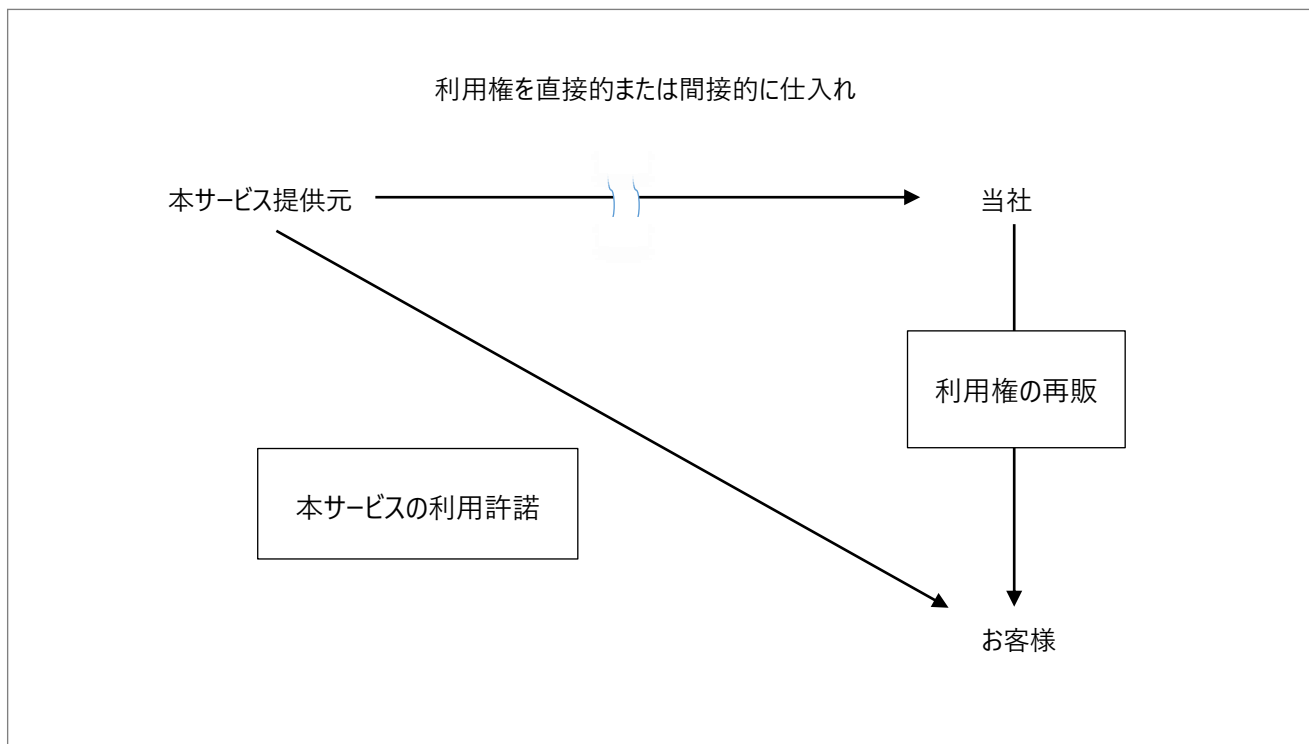 利用権を直接的または間接的に仕入れ
本サービス提供元
当社
利用権の再販
本サービスの利用許諾
お客様